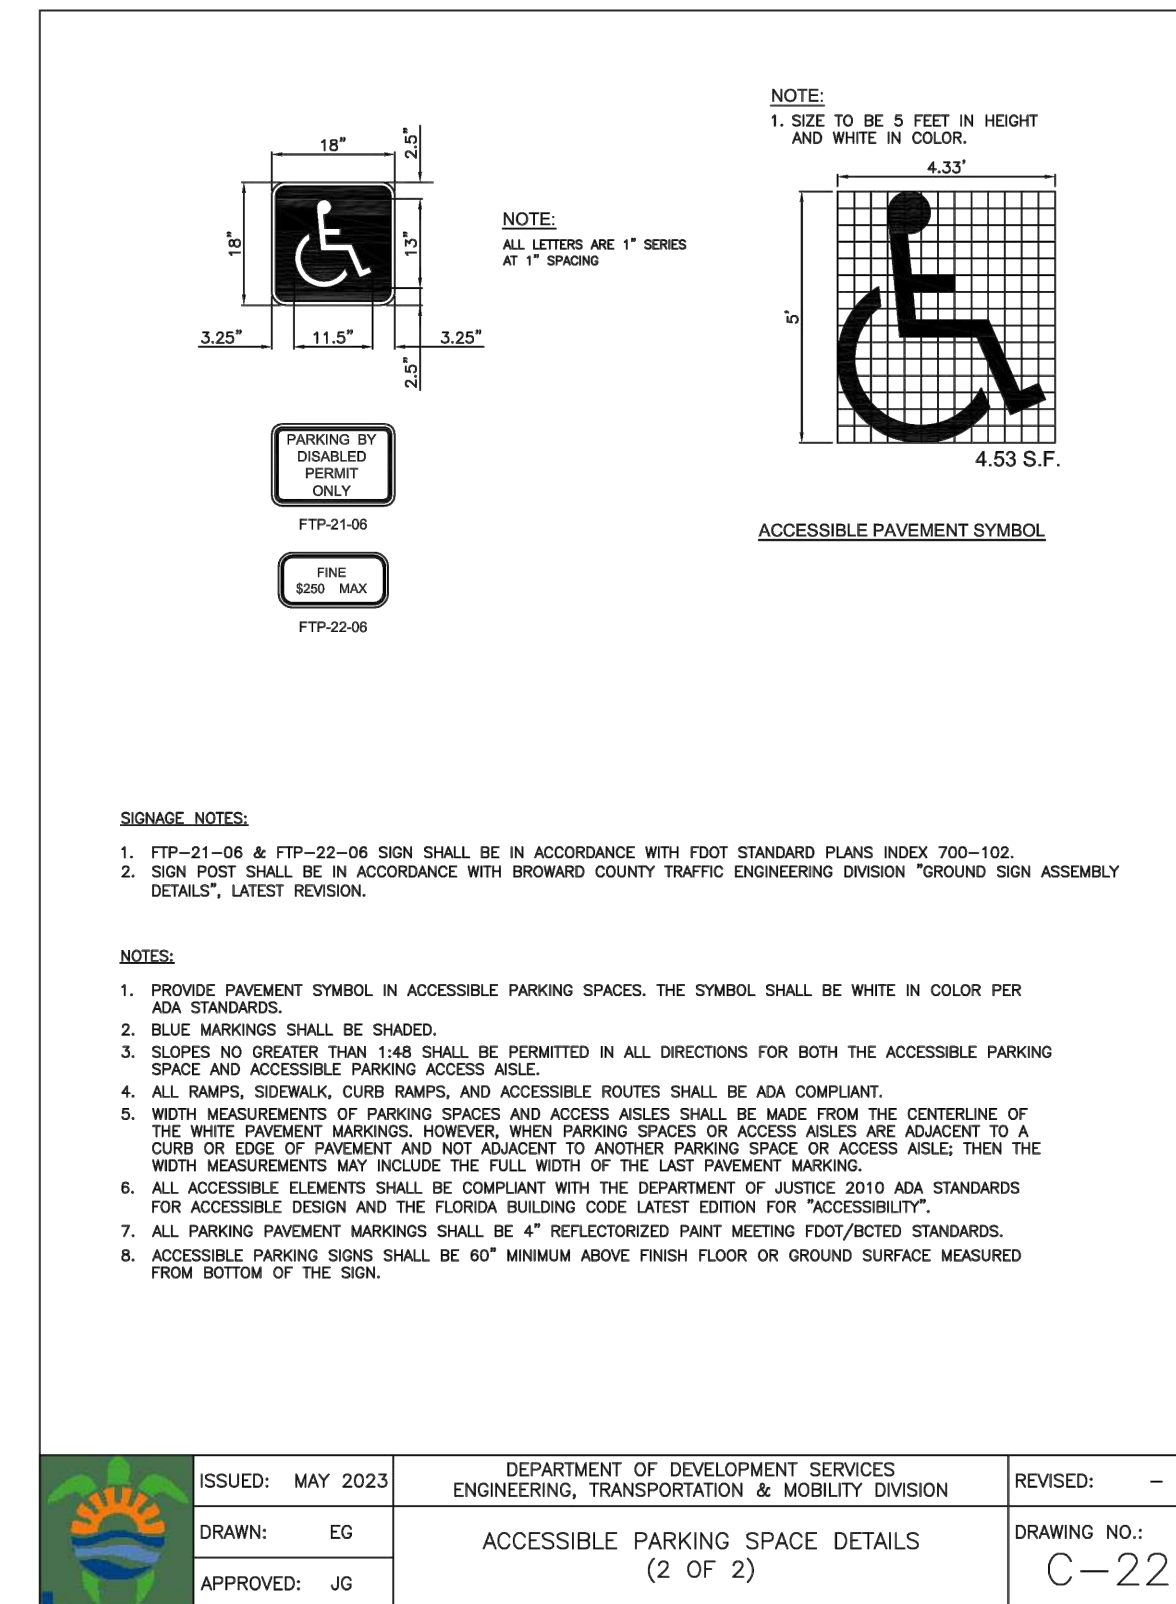 NOTE:
1. SIZE TO BE 5 FEET IN HEIGHT
AND WHITE IN COLOR.
18"
2.5"
4.33'
18"
13"
NOTE:
ALL LETTERS ARE 1" SERIES
AT 1" SPACING
5'
3.25"
11.5"
3.25"
2.5"
4.53 S.F.
PARKING BY
DISABLED
PERMIT
ONLY
FTP-21-06
ACCESSIBLE PAVEMENT SYMBOL
FINE
$250 MAX
FTP-22-06
SIGNAGE NOTES:
1. FTP-21-06 & FTP-22-06 SIGN SHALL BE IN ACCORDANCE WITH FDOT STANDARD PLANS INDEX 700-102.
2. SIGN POST SHALL BE IN ACCORDANCE WITH BROWARD COUNTY TRAFFIC ENGINEERING DIVISION "GROUND SIGN ASSEMBLY
DETAILS", LATEST REVISION.
NOTES:
1. PROVIDE PAVEMENT SYMBOL IN ACCESSIBLE PARKING SPACES. THE SYMBOL SHALL BE WHITE IN COLOR PER
ADA STANDARDS.
2. BLUE MARKINGS SHALL BE SHADED.
3. SLOPES NO GREATER THAN 1:48 SHALL BE PERMITTED IN ALL DIRECTIONS FOR BOTH THE ACCESSIBLE PARKING
SPACE AND ACCESSIBLE PARKING ACCESS AISLE.
4. ALL RAMPS, SIDEWALK, CURB RAMPS, AND ACCESSIBLE ROUTES SHALL BE ADA COMPLIANT.
5. WIDTH MEASUREMENTS OF PARKING SPACES AND ACCESS AISLES SHALL BE MADE FROM THE CENTERLINE OF
THE WHITE PAVEMENT MARKINGS. HOWEVER, WHEN PARKING SPACES OR ACCESS AISLES ARE ADJACENT TO A
CURB OR EDGE OF PAVEMENT AND NOT ADJACENT TO ANOTHER PARKING SPACE OR ACCESS AISLE; THEN THE
WIDTH MEASUREMENTS MAY INCLUDE THE FULL WIDTH OF THE LAST PAVEMENT MARKING.
6. ALL ACCESSIBLE ELEMENTS SHALL BE COMPLIANT WITH THE DEPARTMENT OF JUSTICE 2010 ADA STANDARDS
FOR ACCESSIBLE DESIGN AND THE FLORIDA BUILDING CODE LATEST EDITION FOR "ACCESSIBILITY".
7. ALL PARKING PAVEMENT MARKINGS SHALL BE 4" REFLECTORIZED PAINT MEETING FDOT/BCTED STANDARDS.
8. ACCESSIBLE PARKING SIGNS SHALL BE 60" MINIMUM ABOVE FINISH FLOOR OR GROUND SURFACE MEASURED
FROM BOTTOM OF THE SIGN.
ISSUED: MAY 2023
DRAWN: EG
APPROVED: JG
DEPARTMENT OF DEVELOPMENT SERVICES
ENGINEERING, TRANSPORTATION & MOBILITY DIVISION
ACCESSIBLE PARKING SPACE DETAILS
(2 OF 2)
REVISED: -
DRAWING NO.:
C-22